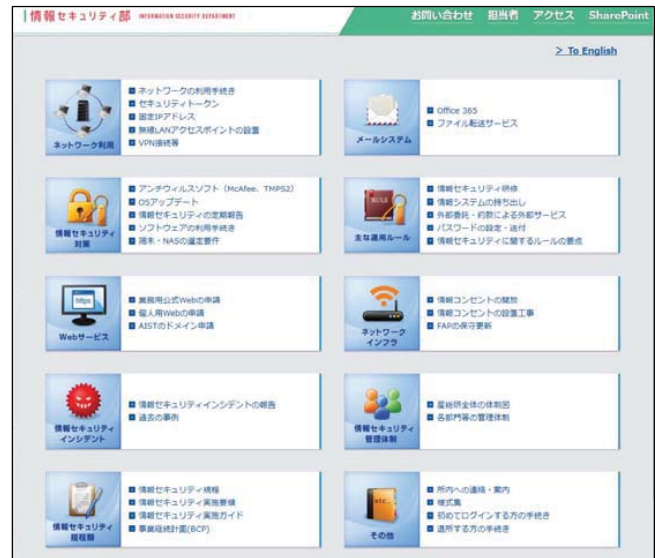 情報セキュリティ部 INFORMATION SECURITY DEPARTMENT
お問い合わせ 担当者 アクセス SharePoint
> To English
ネットワーク利用
ネットワークの利用手続き
セキュリティトークン
固定IPアドレス
無線LANアクセスポイントの設置
VPN接続等
メールシステム
Office 365
ファイル転送サービス
情報セキュリティ
対策
アンチウィルスソフト（McAfee、TMPS2）
OSアップデート
情報セキュリティの定期報告
ソフトウェアの利用手続き
端末・NASの選定要件
RULE
主な運用ルール
情報セキュリティ研修
情報システムの持ち出し
外部委託・約款による外部サービス
パスワードの設定・送付
情報セキュリティに関するルールの要点
https
Webサービス
業務用公式Webの申請
個人用Webの申請
AISTのドメイン申請
ネットワーク
インフラ
情報コンセントの開放
情報コンセントの設置工事
FAPの保守更新
情報セキュリティ
インシデント
情報セキュリティインシデントの報告
過去の事例
情報セキュリティ
管理体制
産総研全体の体制図
各部門等の管理体制
情報セキュリティ
規程類
情報セキュリティ規程
情報セキュリティ実施要領
情報セキュリティ実施ガイド
事業継続計画(BCP)
etc...
その他
所内への連絡・案内
様式集
初めてログインする方の手続き
退所する方の手続き